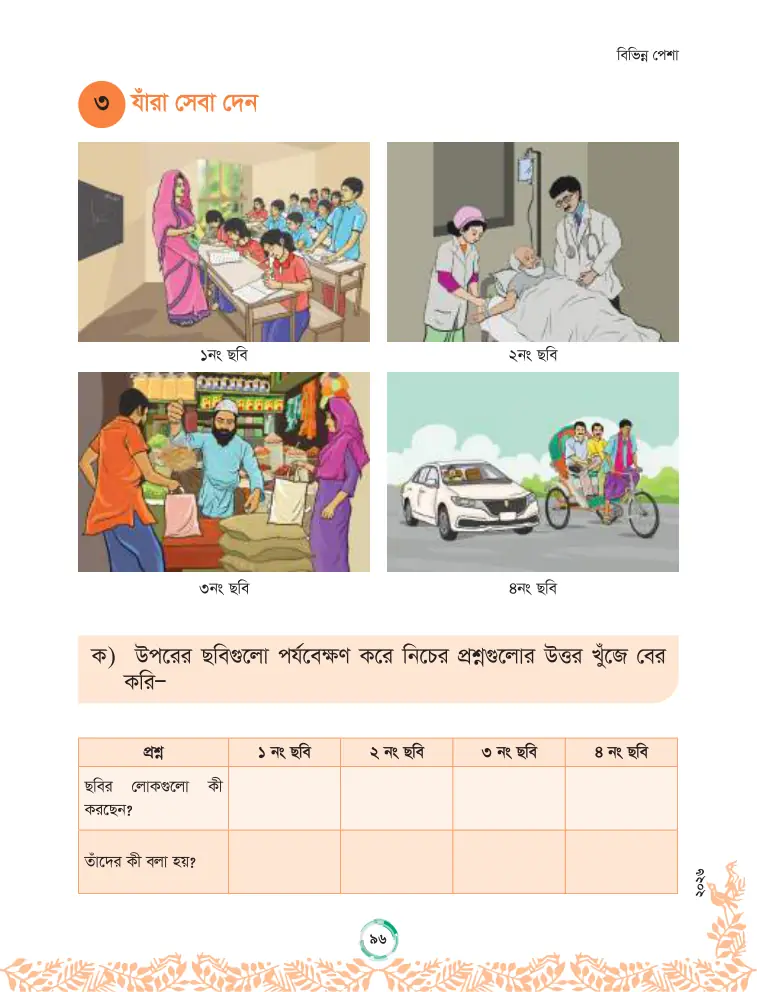 বিভিন্ন পেশা
৩ যাঁরা সেবা দেন
১নং ছবি
২নং ছবি
৩নং ছবি
৪নং ছবি
ক) উপরের ছবিগুলো পর্যবেক্ষণ করে নিচের প্রশ্নগুলোর উত্তর খুঁজে বের
করি–
প্রশ্ন ১ নং ছবি ২ নং ছবি ৩ নং ছবি ৪ নং ছবি
ছবির লোকগুলো কী
করছেন?
তাঁদের কী বলা হয়?
২০২৬
৯৬